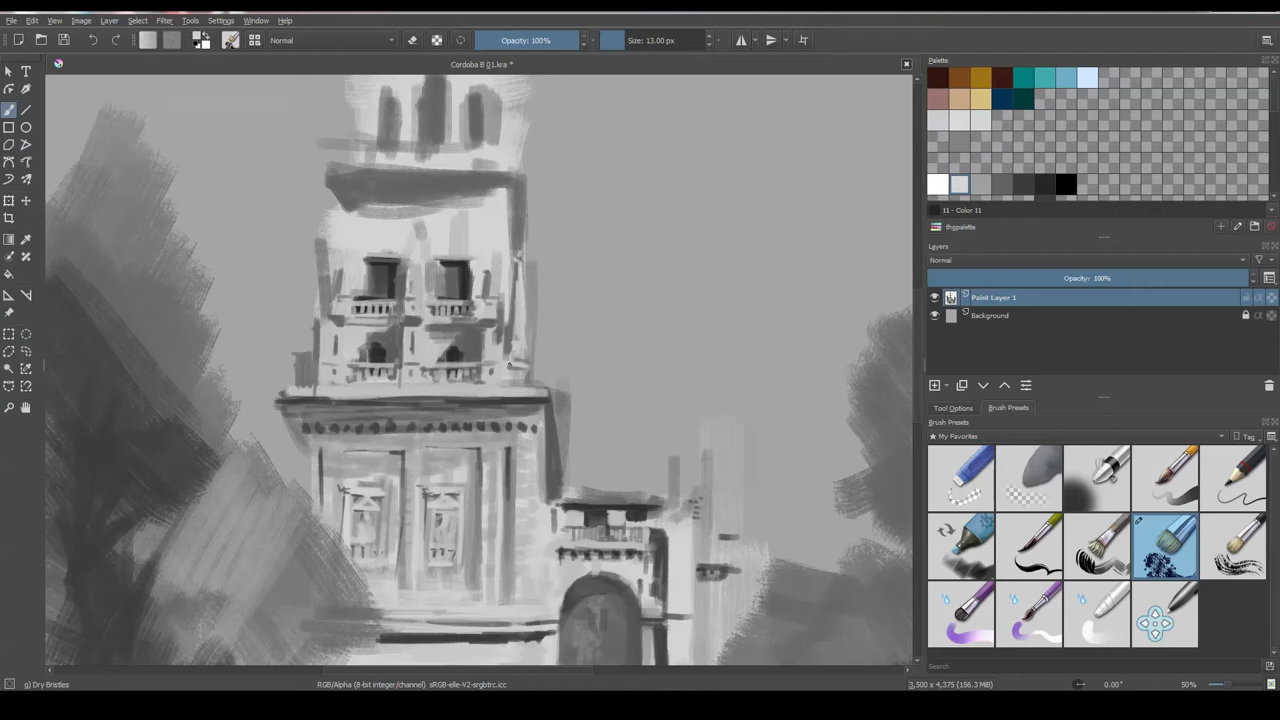 File Edit View Image Layer Select Filter Tools Settings Window Help
Normal Opacity: 100% Size: 13.00 px
Cordoba B 01.kra *
Palette
11 - Color 11
thgpalette
Layers
Normal
Opacity: 100%
Paint Layer 1
Background
Tool Options Brush Presets
Brush Presets
My Favorites Tag
Search
g) Dry Bristles RGB/Alpha (8-bit integer/channel) sRGB-elle-V2-srgbtrc.icc 3,500 x 4,375 (156.3 MiB) 0.00° 50%